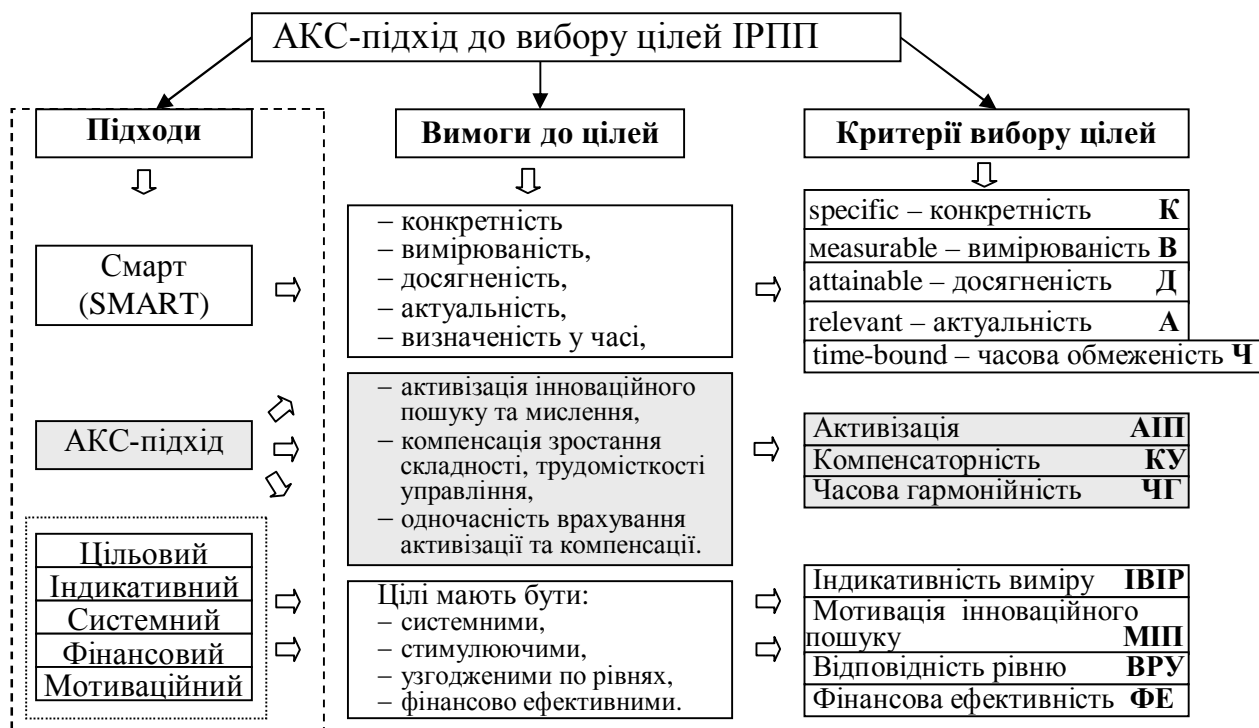 АКС-підхід до вибору цілей ІРПП
Підходи
Вимоги до цілей
Критерії вибору цілей
Смарт
(SMART)
– конкретність
– вимірюваність,
– досягненість,
– актуальність,
– визначеність у часі,
specific – конкретність К
measurable – вимірюваність В
attainable – досягненість Д
relevant – актуальність А
time-bound – часова обмеженість Ч
АКС-підхід
– активізація інноваційного
пошуку та мислення,
– компенсація зростання
складності, трудомісткості
управління,
– одночасність врахування
активізації та компенсації.
Активізація АІП
Компенсаторність КУ
Часова гармонійність ЧГ
Цільовий
Індикативний
Системний
Фінансовий
Мотиваційний
Цілі мають бути:
– системними,
– стимулюючими,
– узгодженими по рівнях,
– фінансово ефективними.
Індикативність виміру ІВІР
Мотивація інноваційного
пошуку МІП
Відповідність рівню ВРУ
Фінансова ефективність ФЕ